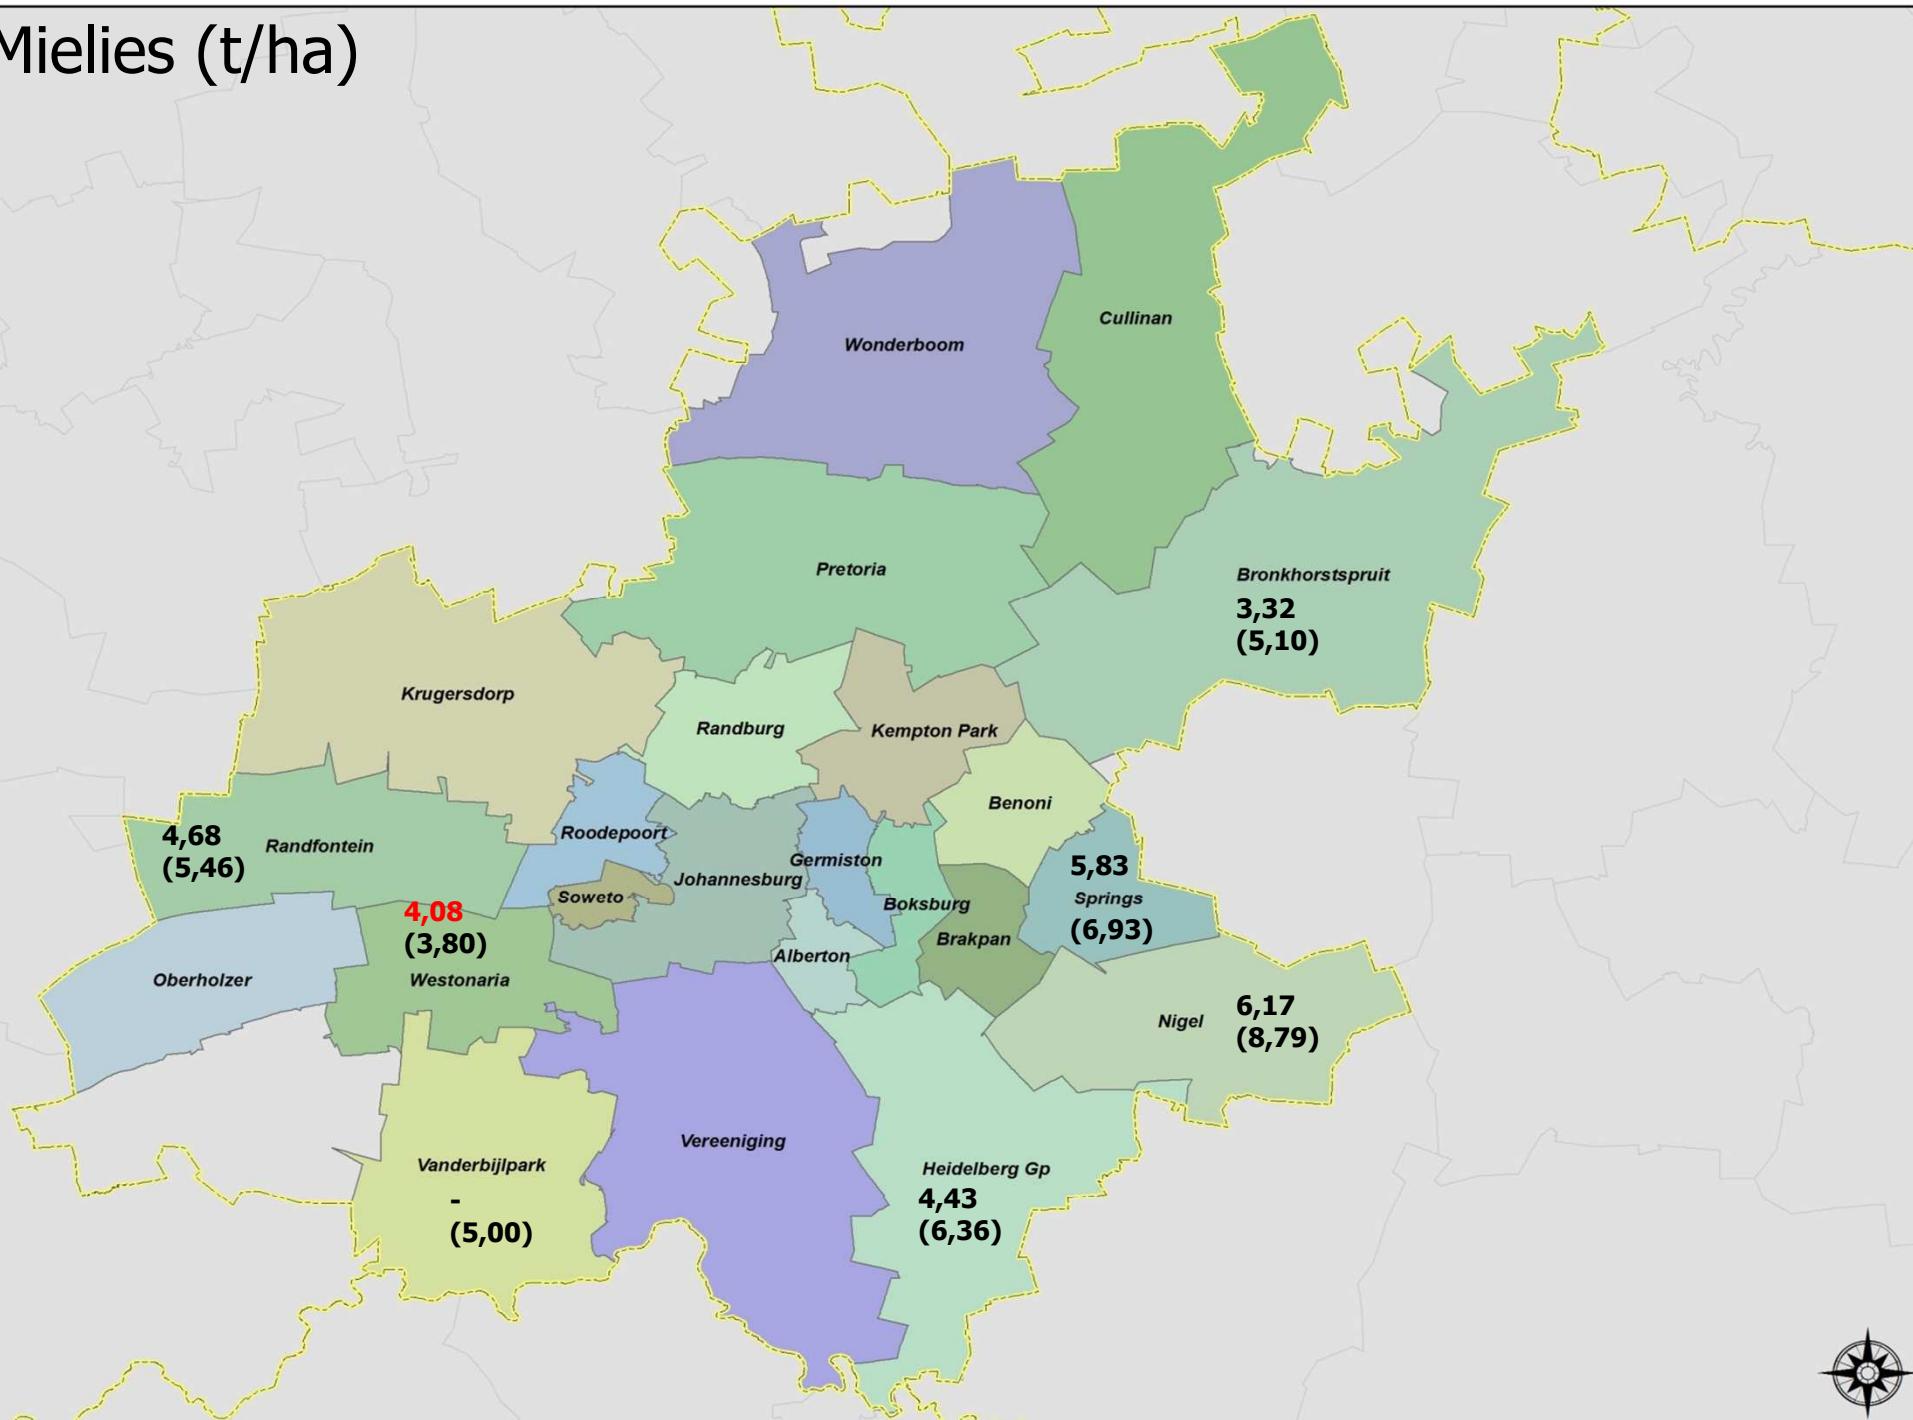 Mielies (t/ha)
Cullinan
Wonderboom
Pretoria
Bronkhorstspruit
3,32
(5,10)
Krugersdorp
Randburg
Kempton Park
Benoni
4,68
(5,46)
Randfontein
Roodepoort
Germiston
Johannesburg
5,83
Springs
(6,93)
Soweto
Boksburg
4,08
(3,80)
Westonaria
Brakpan
Alberton
Oberholzer
Nigel
6,17
(8,79)
Vereeniging
Vanderbijlpark
-
(5,00)
Heidelberg Gp
4,43
(6,36)